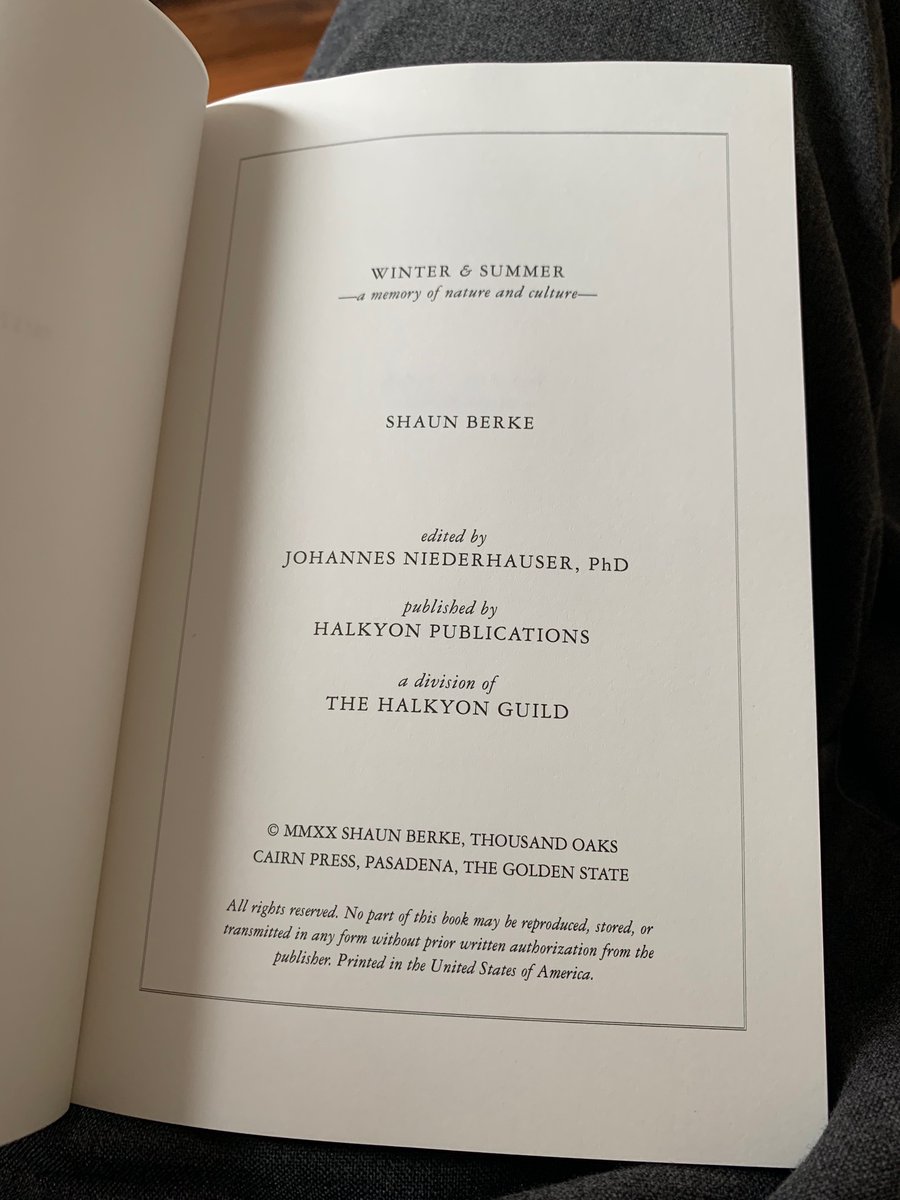 WINTER & SUMMER
—a memory of nature and culture—
SHAUN BERKE
edited by
JOHANNES NIEDERHAUSER, PhD
published by
HALKYON PUBLICATIONS
a division of
THE HALKYON GUILD
© MMXX SHAUN BERKE, THOUSAND OAKS
CAIRN PRESS, PASADENA, THE GOLDEN STATE
All rights reserved. No part of this book may be reproduced, stored, or
transmitted in any form without prior written authorization from the
publisher. Printed in the United States of America.